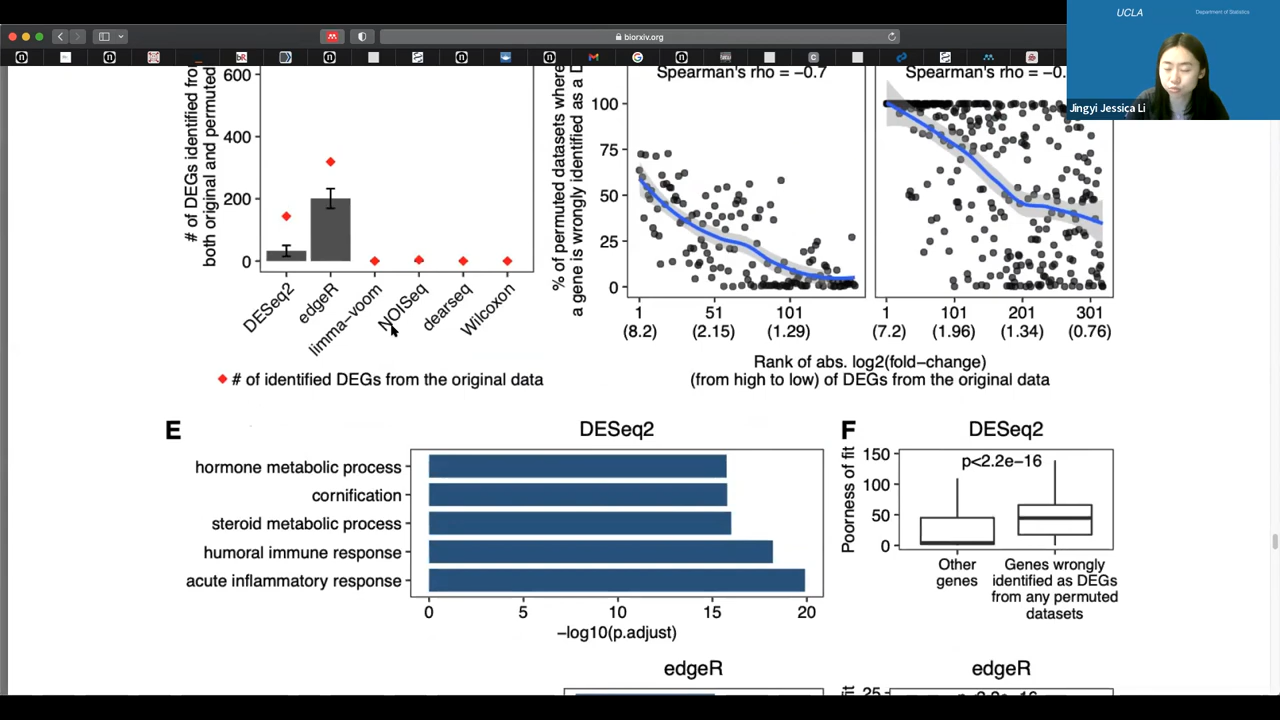 UCLA
Department of Statistics
biorxiv.org
Jingyi Jessica Li
# of DEGs identified fro
both original and permuted
600
400
200
0
DESeq2
edgeR
limma-voom
NOISeq
dearseq
Wilcoxon
# of identified DEGs from the original data
% of permuted datasets where
a gene is wrongly identified as a D
Spearman's rho = −0.7
Spearman's rho = −0.
100
75
50
25
0
1 51 101
(8.2) (2.15) (1.29)
1 101 201 301
(7.2) (1.96) (1.34) (0.76)
Rank of abs. log2(fold−change)
(from high to low) of DEGs from the original data
E
DESeq2
hormone metabolic process
cornification
steroid metabolic process
humoral immune response
acute inflammatory response
0 5 10 15 20
−log10(p.adjust)
edgeR
F
DESeq2
Poorness of fit
150
100
50
0
p<2.2e−16
Other
genes
Genes wrongly
identified as DEGs
from any permuted
datasets
edgeR
25